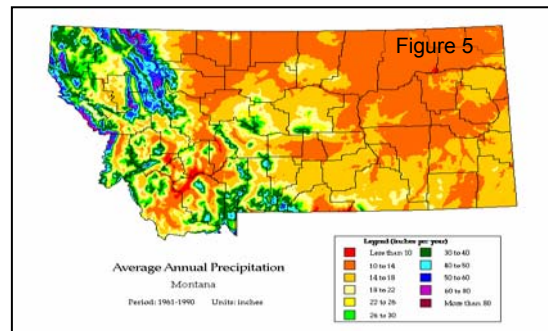 Figure 5
Average Annual Precipitation
Montana
Period: 1961-1990 Units: inches
Legend (inches per year)
Less than 10
10 to 14
14 to 18
18 to 22
22 to 26
26 to 30
30 to 40
40 to 50
50 to 60
60 to 80
More than 80